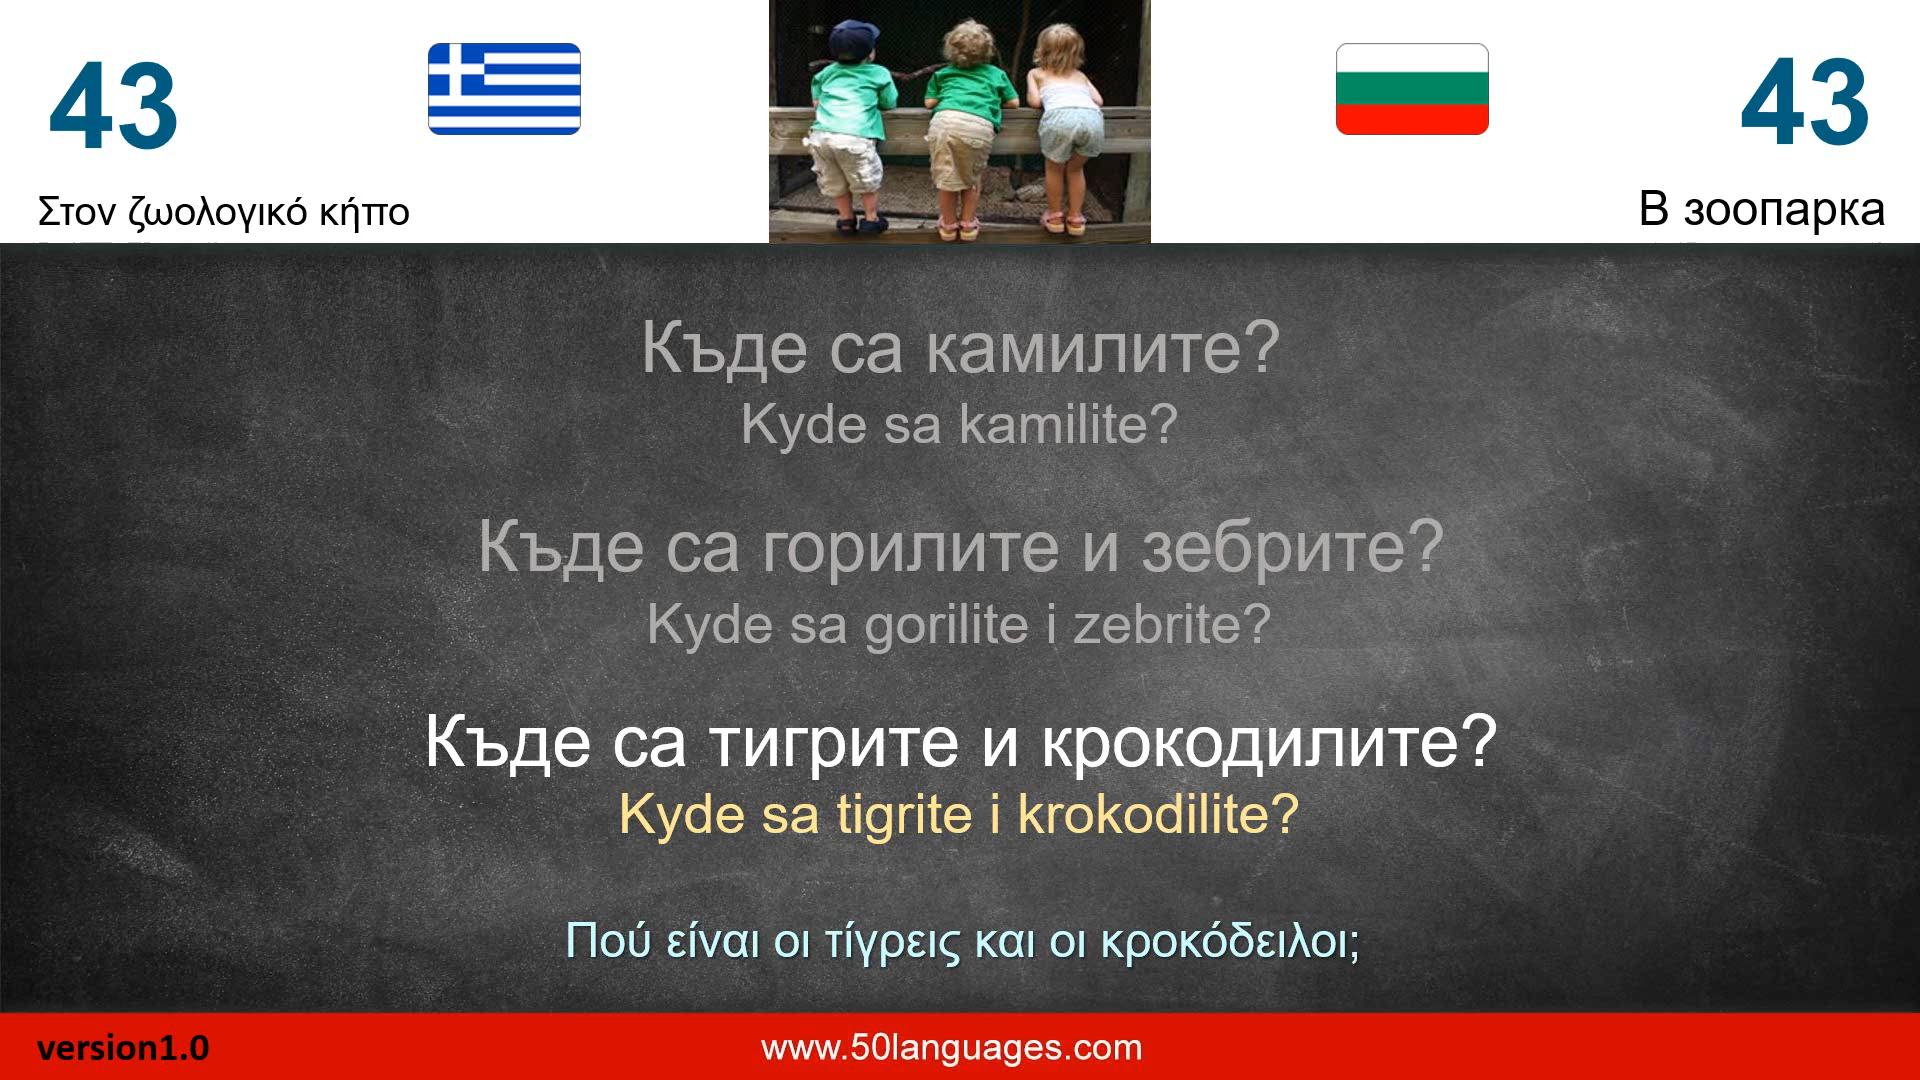 43
43
Στον ζωολογικό κήπο
В зоопарка
Къде са камилите?
Kyde sa kamilite?
Къде са горилите и зебрите?
Kyde sa gorilite i zebrite?
Къде са тигрите и крокодилите?
Kyde sa tigrite i krokodilite?
Πού είναι οι τίγρεις και οι κροκόδειλοι;
version1.0
www.50languages.com